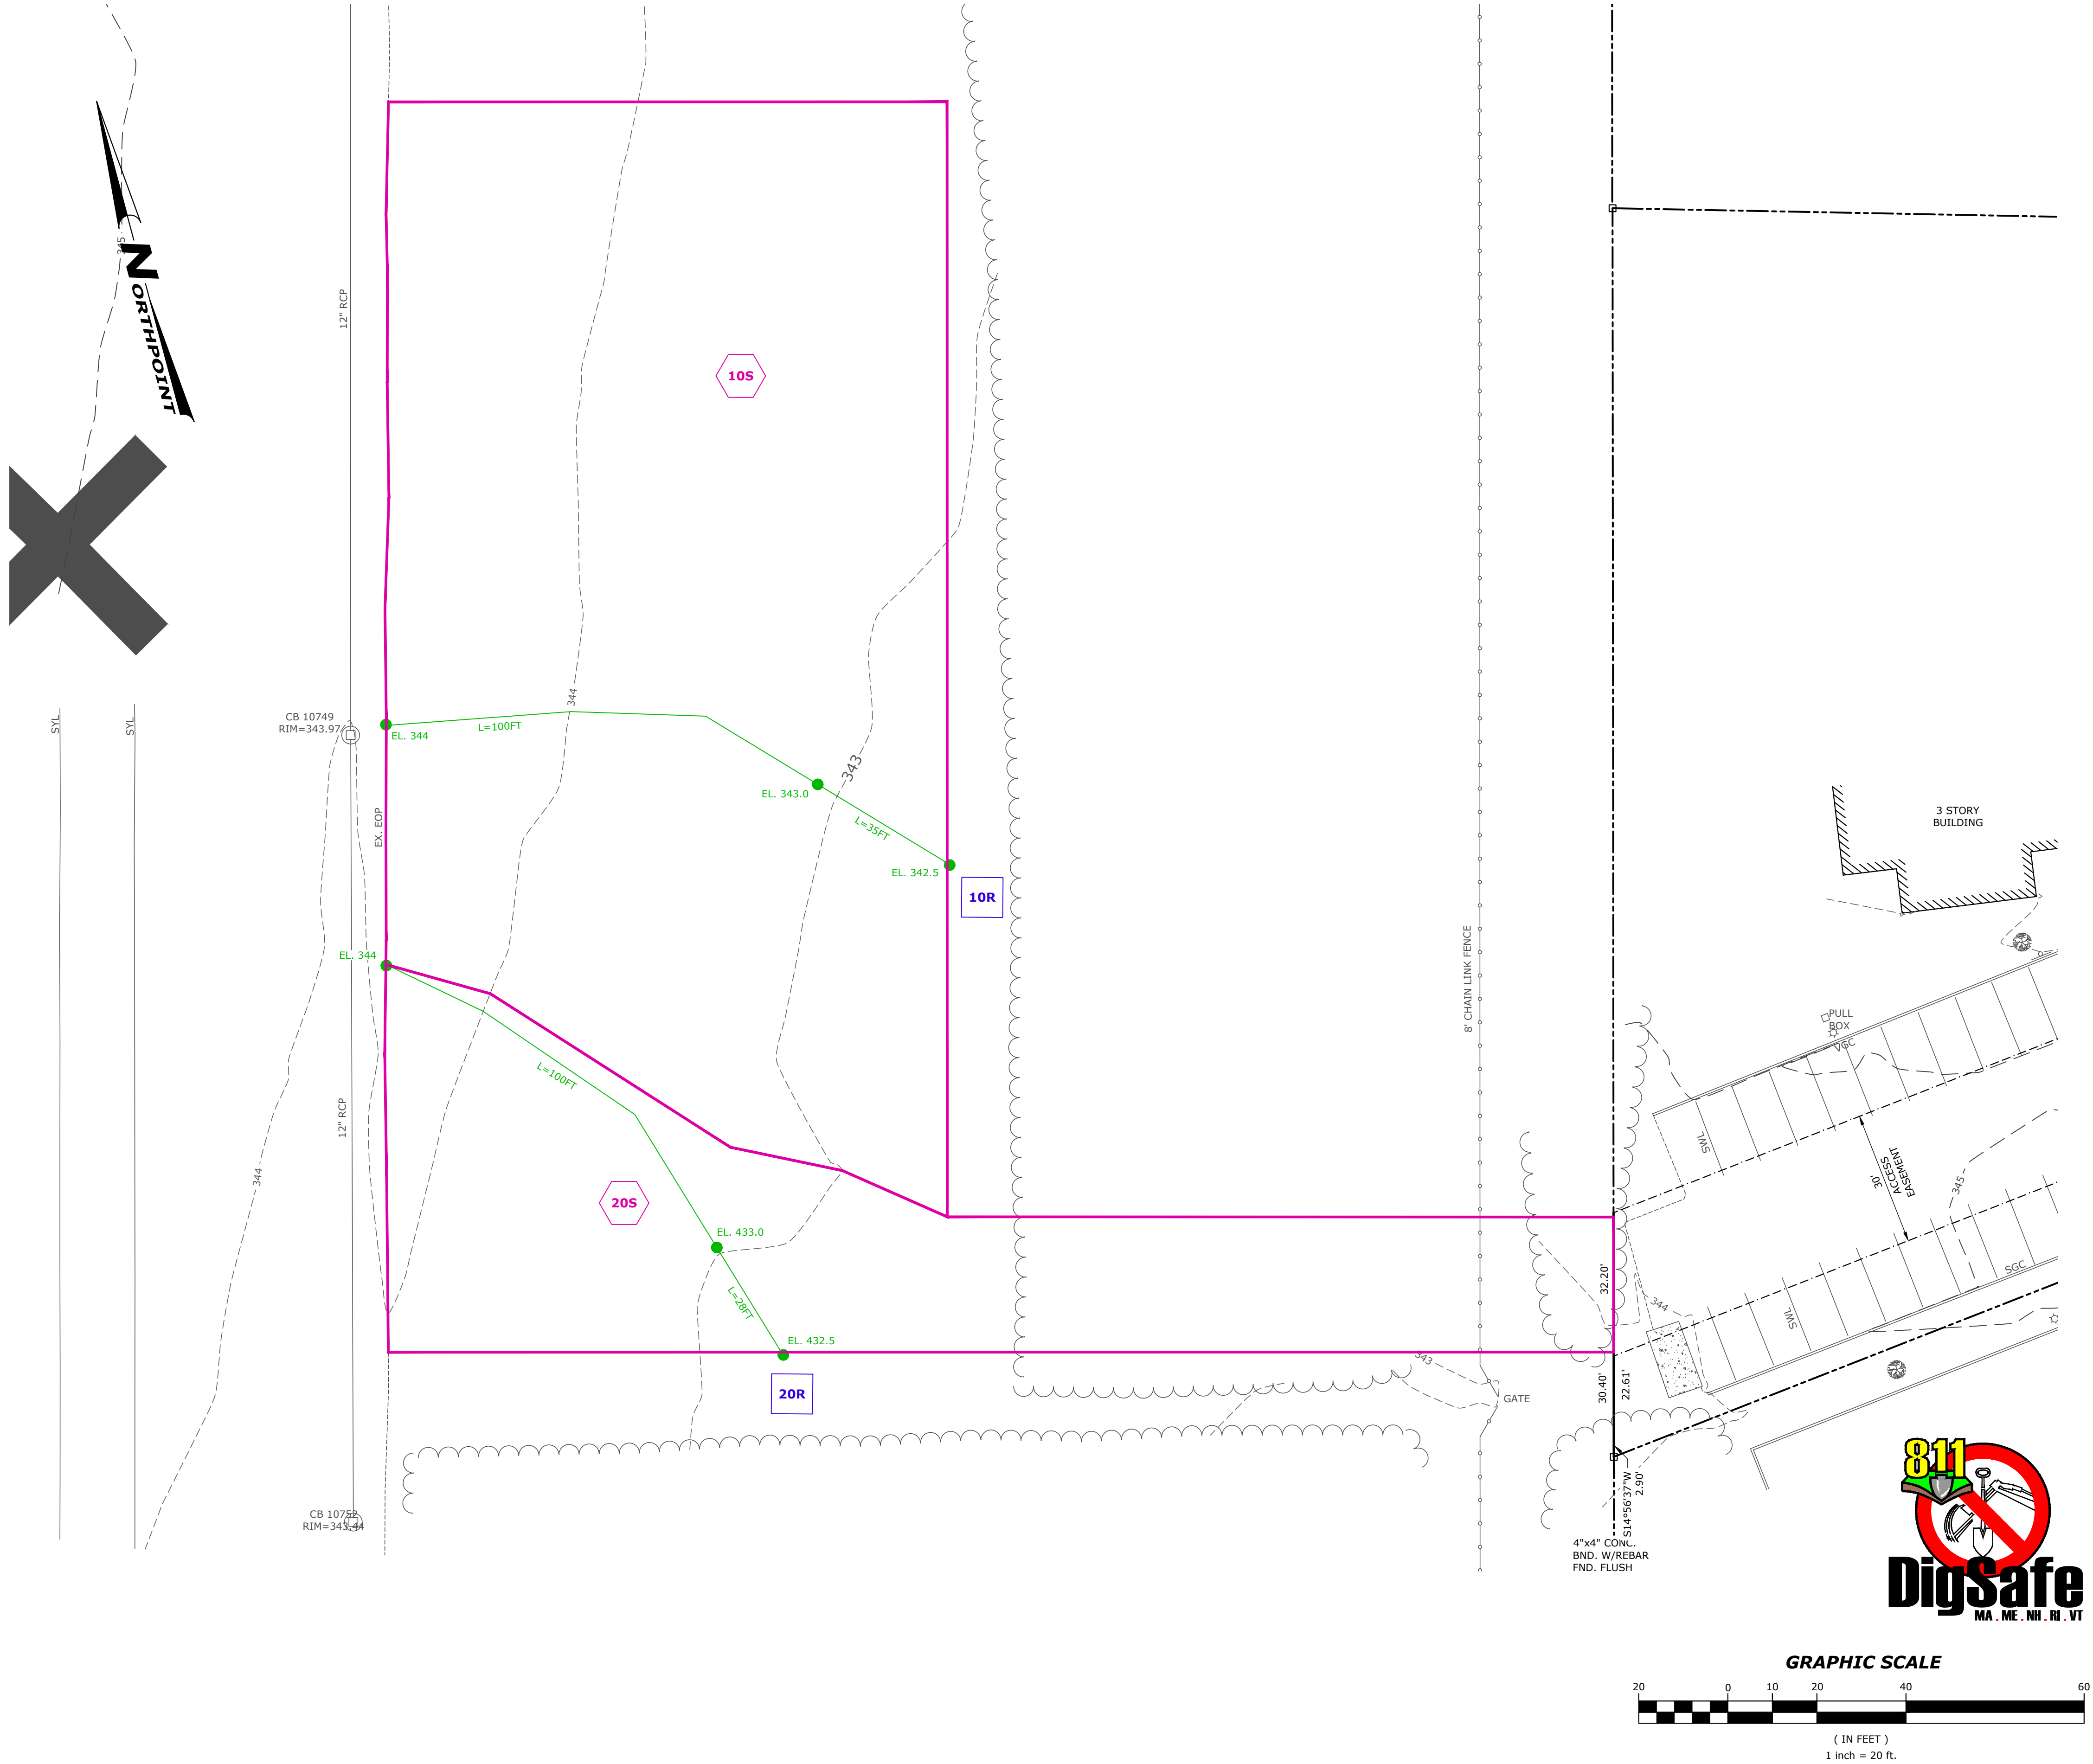 345
N
ORTHPOINT
12" RCP
10S
344
SYL
SYL
CB 10749
RIM=343.97
EL. 344
L=100FT
343
EL. 343.0
L=35FT
EL. 342.5
10R
EX. EOP
3 STORY
BUILDING
EL. 344
8' CHAIN LINK FENCE
PULL
BOX
VGC
L=100FT
12" RCP
SWL
30'
ACCESS
EASEMENT
344
345
20S
EL. 433.0
L=28FT
32.20'
344
SGC
SWL
EL. 432.5
343
20R
30.40'
22.61'
GATE
CB 10752
RIM=343.44
S14°56'37"W
2.90'
4"x4" CONC.
BND. W/REBAR
FND. FLUSH
811
DigSafe
MA . ME . NH . RI . VT
GRAPHIC SCALE
20 0 10 20 40 60
( IN FEET )
1 inch = 20 ft.